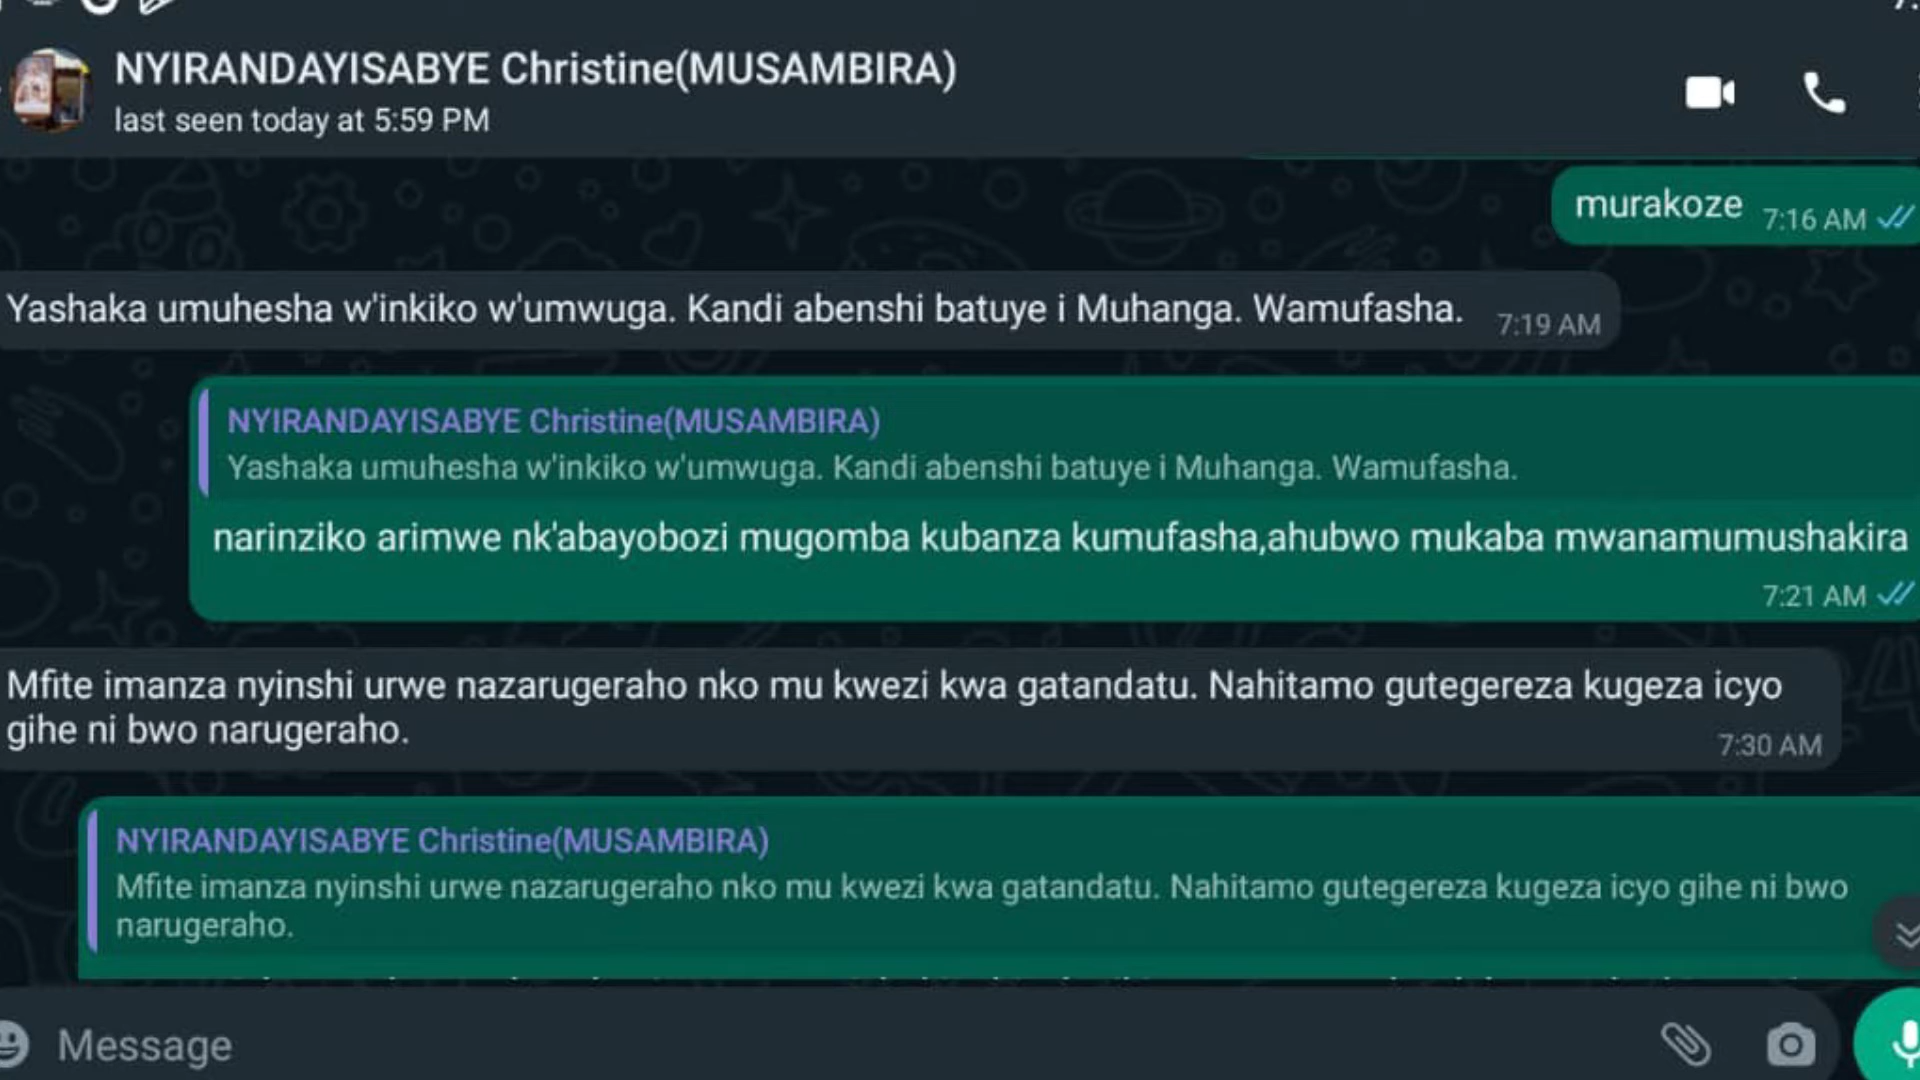 NYIRANDAYISABYE Christine(MUSAMBIRA)
last seen today at 5:59 PM
murakoze 7:16 AM
Yashaka umuhesha w'inkiko w'umwuga. Kandi abenshi batuye i Muhanga. Wamufasha. 7:19 AM
NYIRANDAYISABYE Christine(MUSAMBIRA)
Yashaka umuhesha w'inkiko w'umwuga. Kandi abenshi batuye i Muhanga. Wamufasha.
narinziko arimwe nk'abayobozi mugomba kubanza kumufasha,ahubwo mukaba mwanamumushakira
7:21 AM
Mfite imanza nyinshi urwe nazarugeraho nko mu kwezi kwa gatandatu. Nahitamo gutegereza kugeza icyo
gihe ni bwo narugeraho.
7:30 AM
NYIRANDAYISABYE Christine(MUSAMBIRA)
Mfite imanza nyinshi urwe nazarugeraho nko mu kwezi kwa gatandatu. Nahitamo gutegereza kugeza icyo gihe ni bwo
narugeraho.
Message